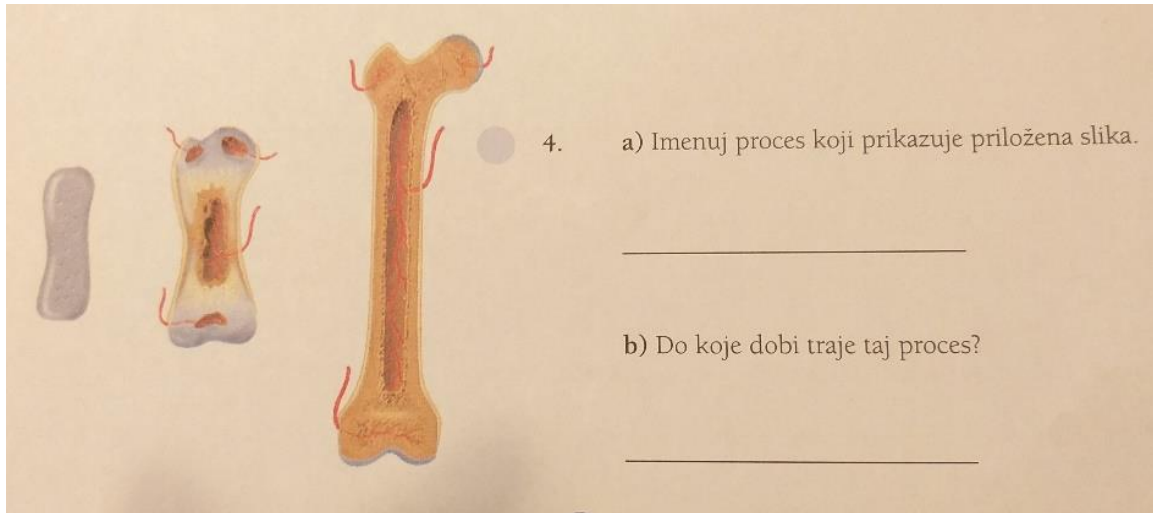 4. a) Imenuj proces koji prikazuje priložena slika.
b) Do koje dobi traje taj proces?